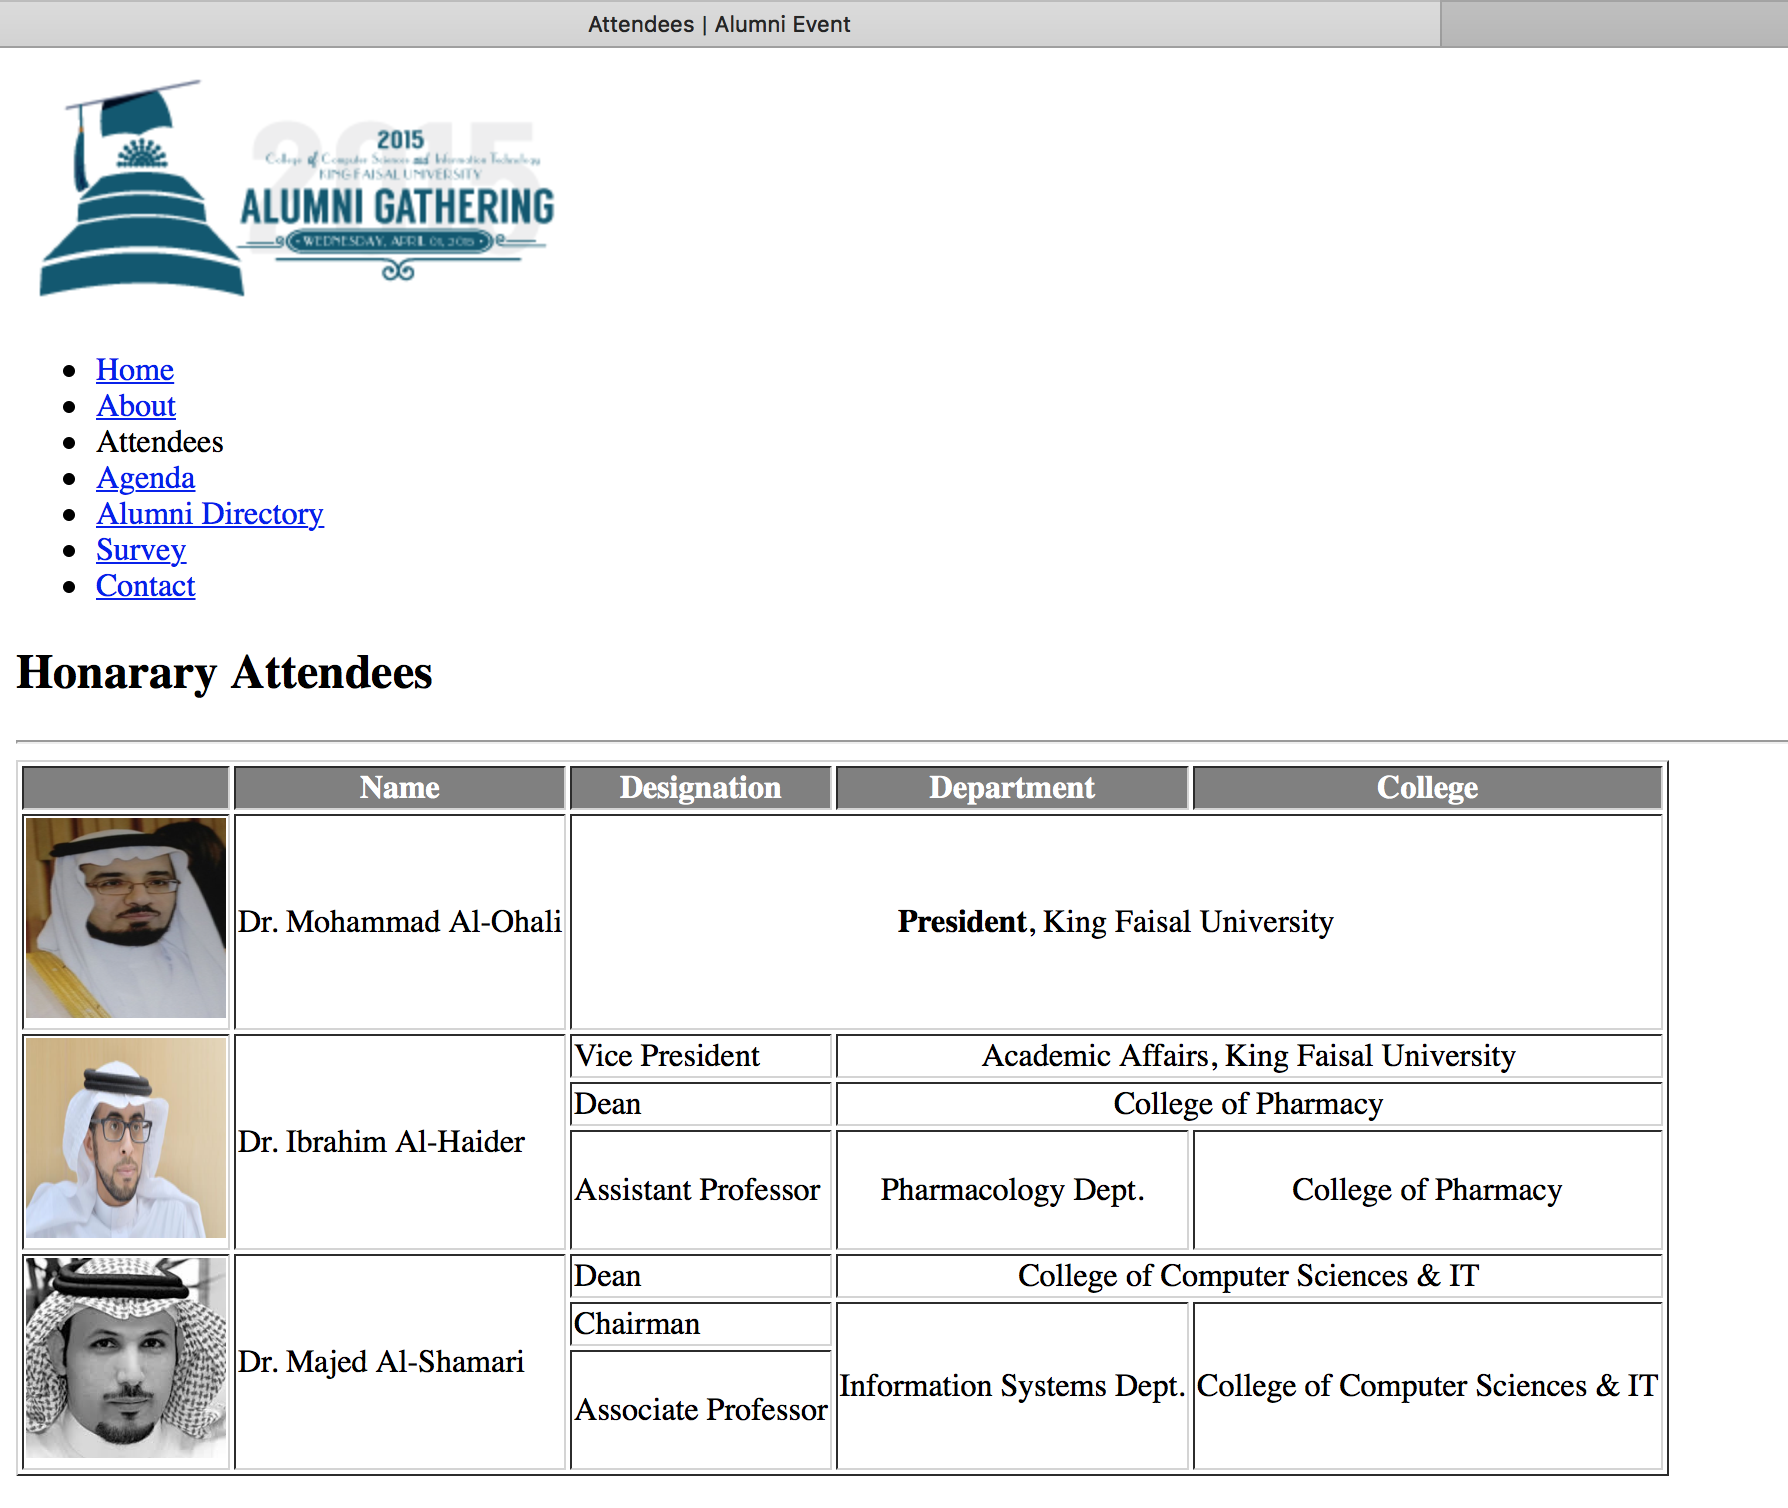 Attendees | Alumni Event
2015
College of Computer Sciences and Information Technology
KING FAISAL UNIVERSITY
ALUMNI GATHERING
WEDNESDAY, APRIL 01, 2015
Home
About
Attendees
Agenda
Alumni Directory
Survey
Contact
Honarary Attendees
Name Designation Department College
Dr. Mohammad Al-Ohali President, King Faisal University
Dr. Ibrahim Al-Haider
Vice President Academic Affairs, King Faisal University
Dean College of Pharmacy
Assistant Professor Pharmacology Dept. College of Pharmacy
Dr. Majed Al-Shamari
Dean College of Computer Sciences & IT
Chairman
Associate Professor
Information Systems Dept. College of Computer Sciences & IT